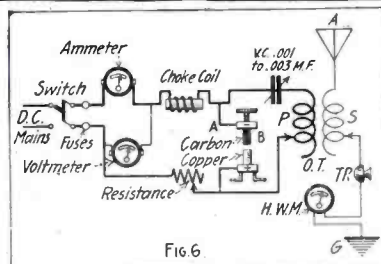 Ammeter
V.C. .001
to .003 M.F.
A
Switch
Choke Coil
D.C.
Mains
Fuses
A
B
P
S
Voltmeter
Carbon
Copper
O.T.
T.P.
Resistance
H.W.M.
G
FIG.6